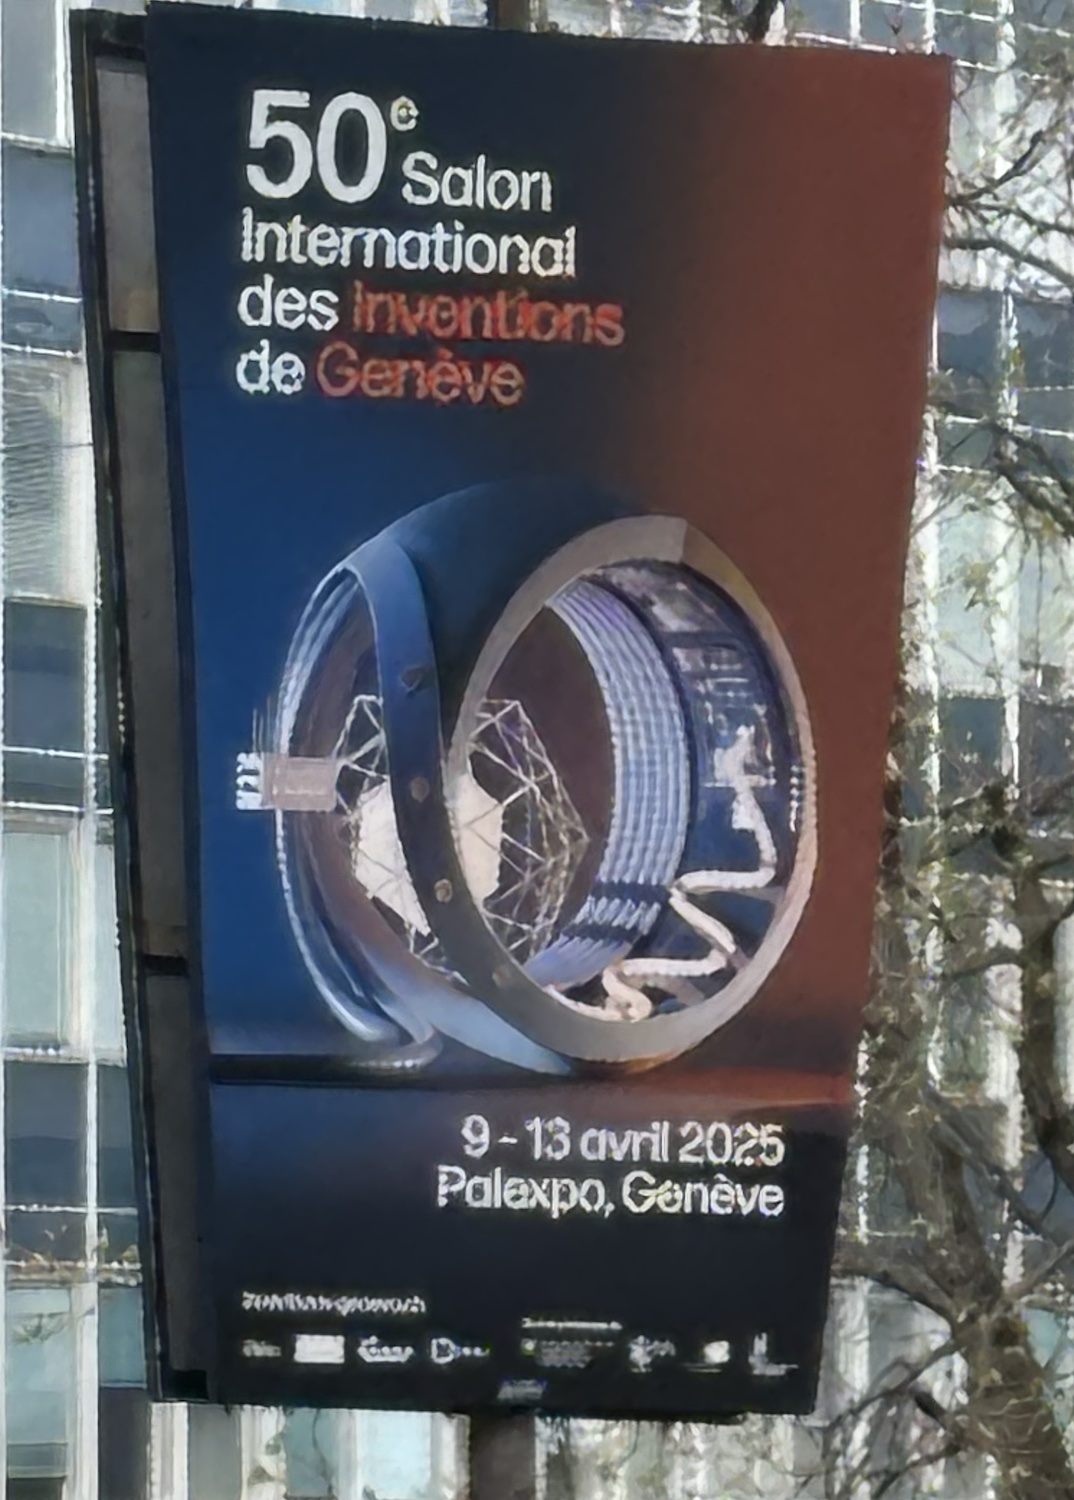 50e Salon
International
des Inventions
de Genève
9 - 13 avril 2025
Palexpo, Genève